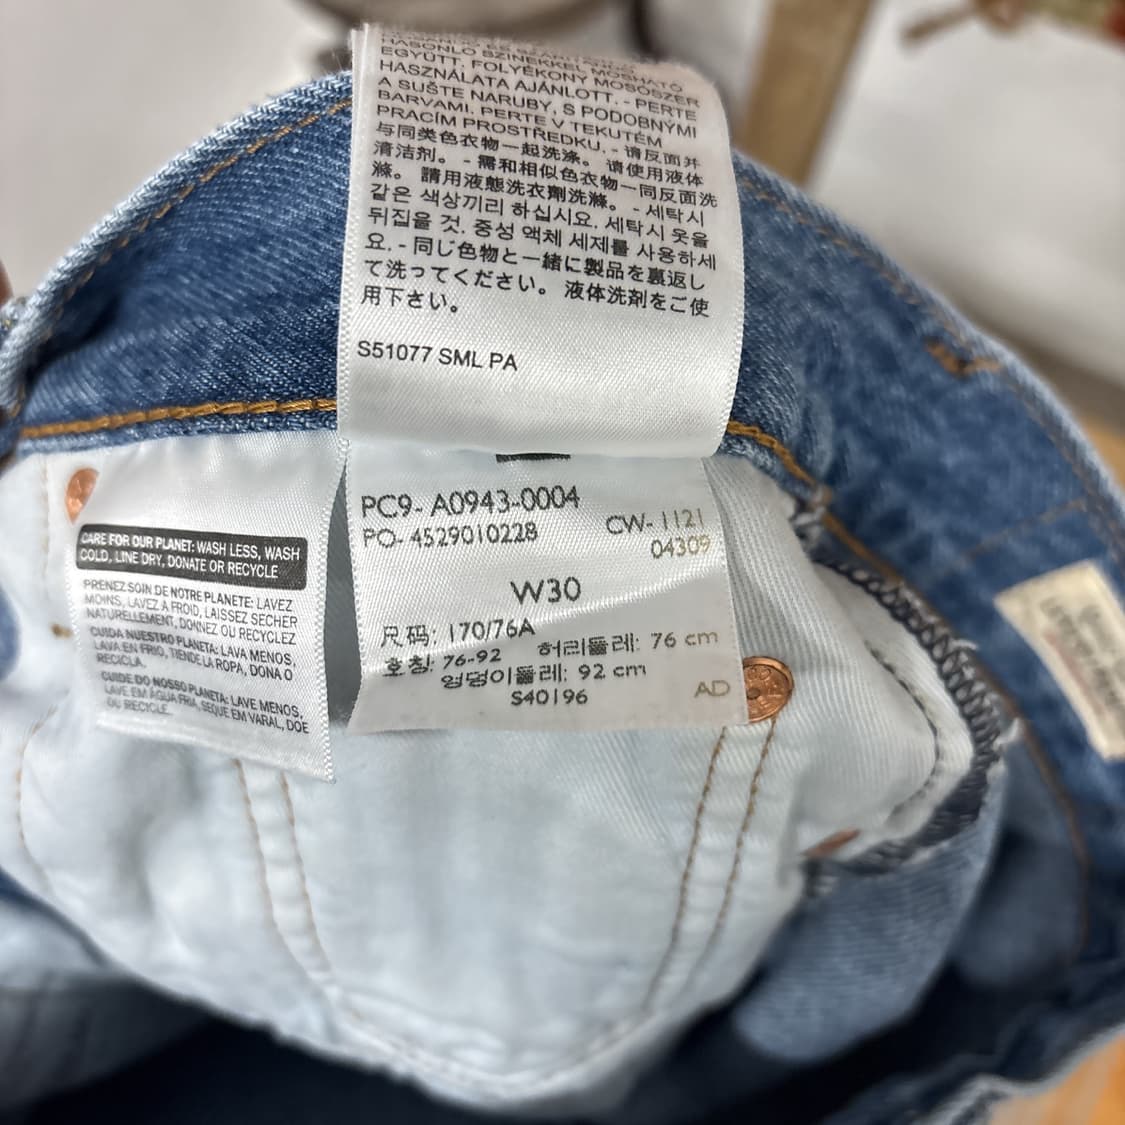 HASONLÓ SZÍNEKKEL MOSHATÓ
EGYÜTT. FOLYÉKONY MOSÓSZER
HASZNÁLATA AJÁNLOTT. - PERTE
A SUŠTE NARUBY, S PODOBNÝMI
BARVAMI. PERTE V TEKUTÉM
PRACÍM PROSTŘEDKU. - 请反面并
与同类色衣物一起洗涤。 请使用液体
清洁剂。 - 需和相似色衣物一同反面洗
滌。 請用液態洗衣劑洗滌。 - 세탁시
같은 색상끼리 하십시요. 세탁시 옷을
뒤집을 것. 중성 액체 세제를 사용하세
요. - 同じ色物と一緒に製品を裏返し
て洗ってください。 液体洗剤をご使
用下さい。
S51077 SML PA
PC9- A0943-0004
PO- 4529010228 CW- 1121
04309
W30
尺码: 170/76A
호칭: 76-92 허리둘레: 76 cm
엉덩이둘레: 92 cm
S40196 AD
CARE FOR OUR PLANET: WASH LESS, WASH
COLD, LINE DRY, DONATE OR RECYCLE
PRENEZ SOIN DE NOTRE PLANETE: LAVEZ
MOINS, LAVEZ A FROID, LAISSEZ SECHER
NATURELLEMENT, DONNEZ OU RECYCLEZ
CUIDA NUESTRO PLANETA: LAVA MENOS,
LAVA EN FRIO, TIENDE LA ROPA, DONA O
RECICLA.
CUIDE DO NOSSO PLANETA: LAVE MENOS,
LAVE EM ÁGUA FRIA, SEQUE EM VARAL, DOE
OU RECICLE.